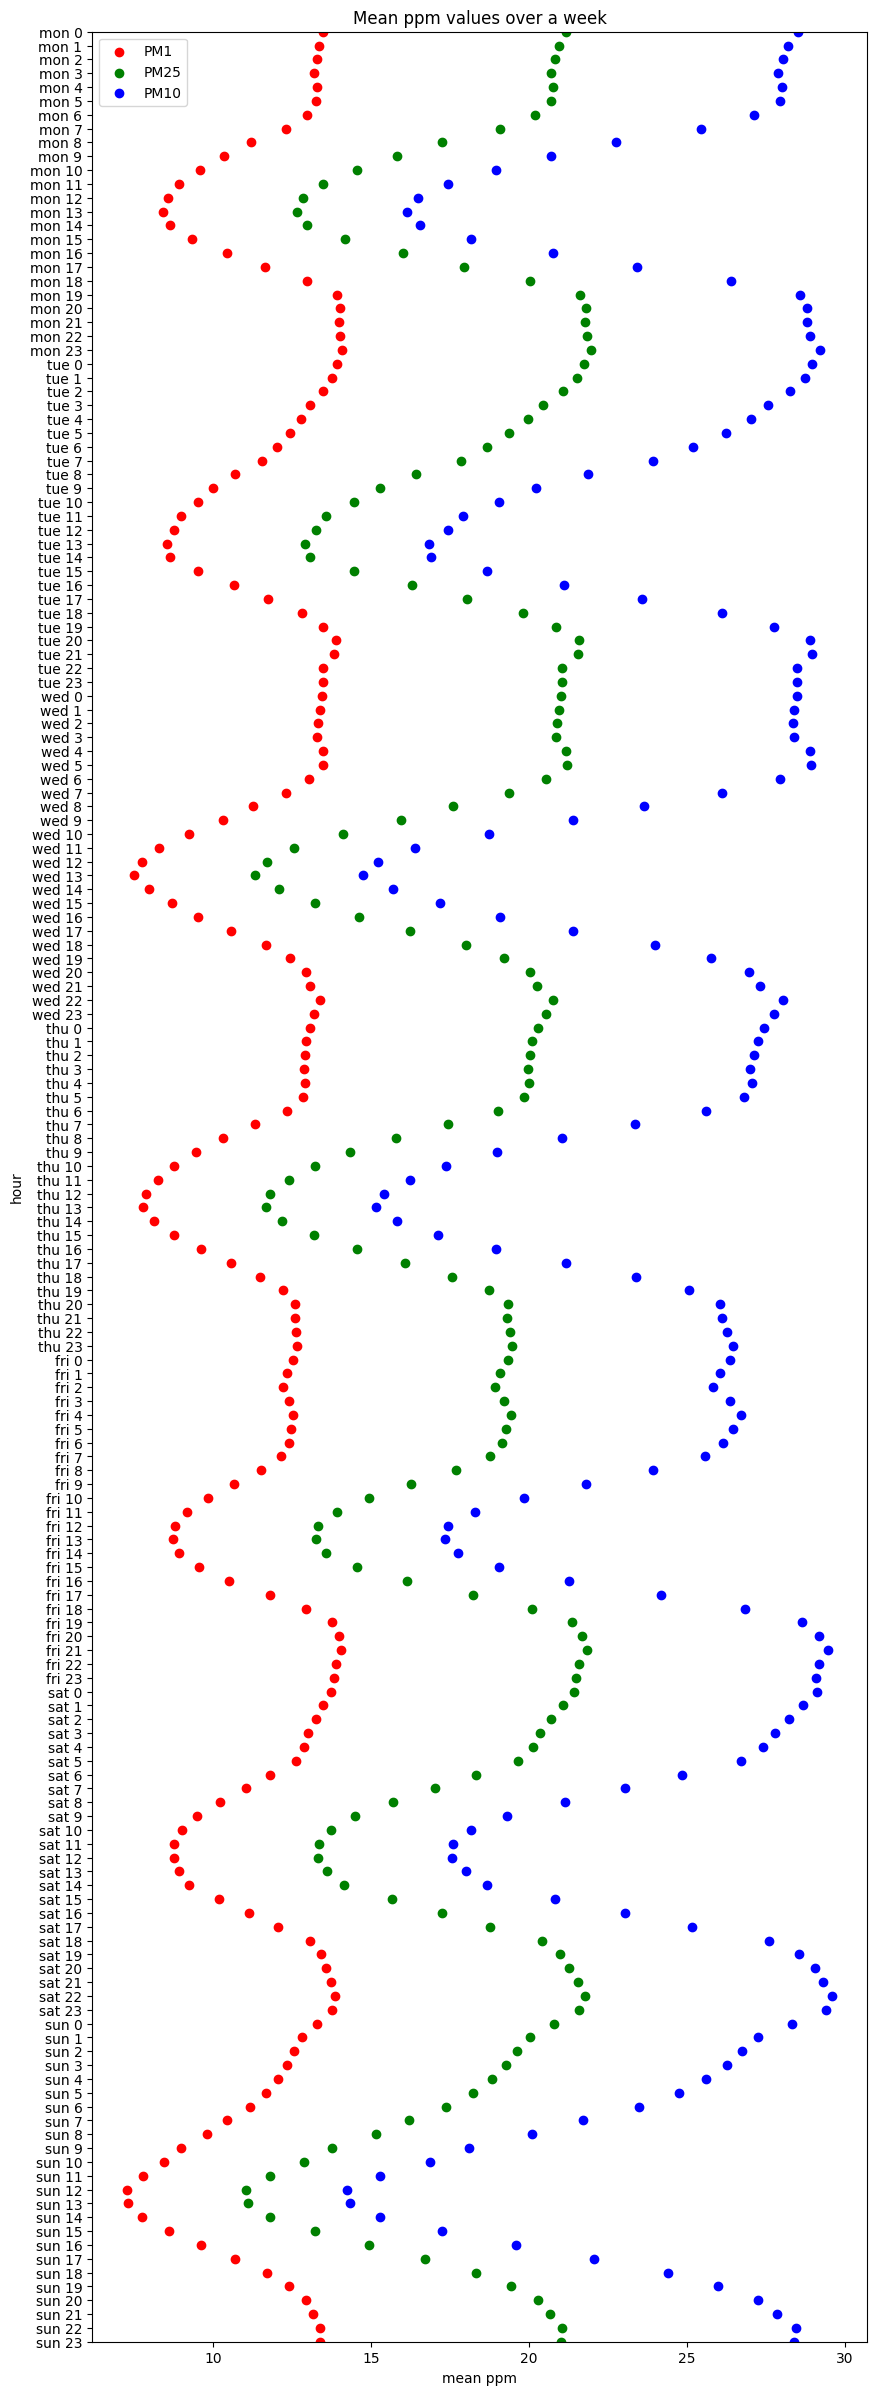 Mean ppm values over a week
PM1
PM25
PM10
mon 0
mon 1
mon 2
mon 3
mon 4
mon 5
mon 6
mon 7
mon 8
mon 9
mon 10
mon 11
mon 12
mon 13
mon 14
mon 15
mon 16
mon 17
mon 18
mon 19
mon 20
mon 21
mon 22
mon 23
tue 0
tue 1
tue 2
tue 3
tue 4
tue 5
tue 6
tue 7
tue 8
tue 9
tue 10
tue 11
tue 12
tue 13
tue 14
tue 15
tue 16
tue 17
tue 18
tue 19
tue 20
tue 21
tue 22
tue 23
wed 0
wed 1
wed 2
wed 3
wed 4
wed 5
wed 6
wed 7
wed 8
wed 9
wed 10
wed 11
wed 12
wed 13
wed 14
wed 15
wed 16
wed 17
wed 18
wed 19
wed 20
wed 21
wed 22
wed 23
thu 0
thu 1
thu 2
thu 3
thu 4
thu 5
thu 6
thu 7
thu 8
thu 9
thu 10
thu 11
thu 12
thu 13
thu 14
thu 15
thu 16
thu 17
thu 18
thu 19
thu 20
thu 21
thu 22
thu 23
fri 0
fri 1
fri 2
fri 3
fri 4
fri 5
fri 6
fri 7
fri 8
fri 9
fri 10
fri 11
fri 12
fri 13
fri 14
fri 15
fri 16
fri 17
fri 18
fri 19
fri 20
fri 21
fri 22
fri 23
sat 0
sat 1
sat 2
sat 3
sat 4
sat 5
sat 6
sat 7
sat 8
sat 9
sat 10
sat 11
sat 12
sat 13
sat 14
sat 15
sat 16
sat 17
sat 18
sat 19
sat 20
sat 21
sat 22
sat 23
sun 0
sun 1
sun 2
sun 3
sun 4
sun 5
sun 6
sun 7
sun 8
sun 9
sun 10
sun 11
sun 12
sun 13
sun 14
sun 15
sun 16
sun 17
sun 18
sun 19
sun 20
sun 21
sun 22
sun 23
hour
10 15 20 25 30
mean ppm